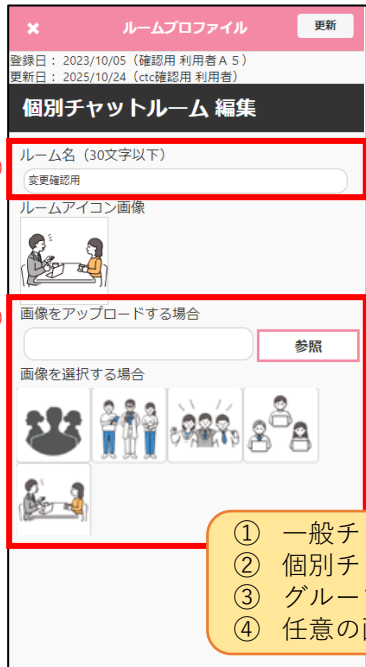 × ルームプロファイル 更新
登録日： 2023/10/05（確認用 利用者Ａ５）
更新日： 2025/10/24（ctc確認用 利用者）
個別チャットルーム 編集
ルーム名（30文字以下）
変更確認用
ルームアイコン画像
画像をアップロードする場合
参照
画像を選択する場合
① 一般チ
② 個別チ
③ グルー
④ 任意の